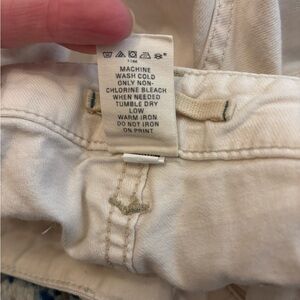 MACHINE
WASH COLD
ONLY NON-
CHLORINE BLEACH
WHEN NEEDED
TUMBLE DRY
LOW
WARM IRON
DO NOT IRON
ON PRINT